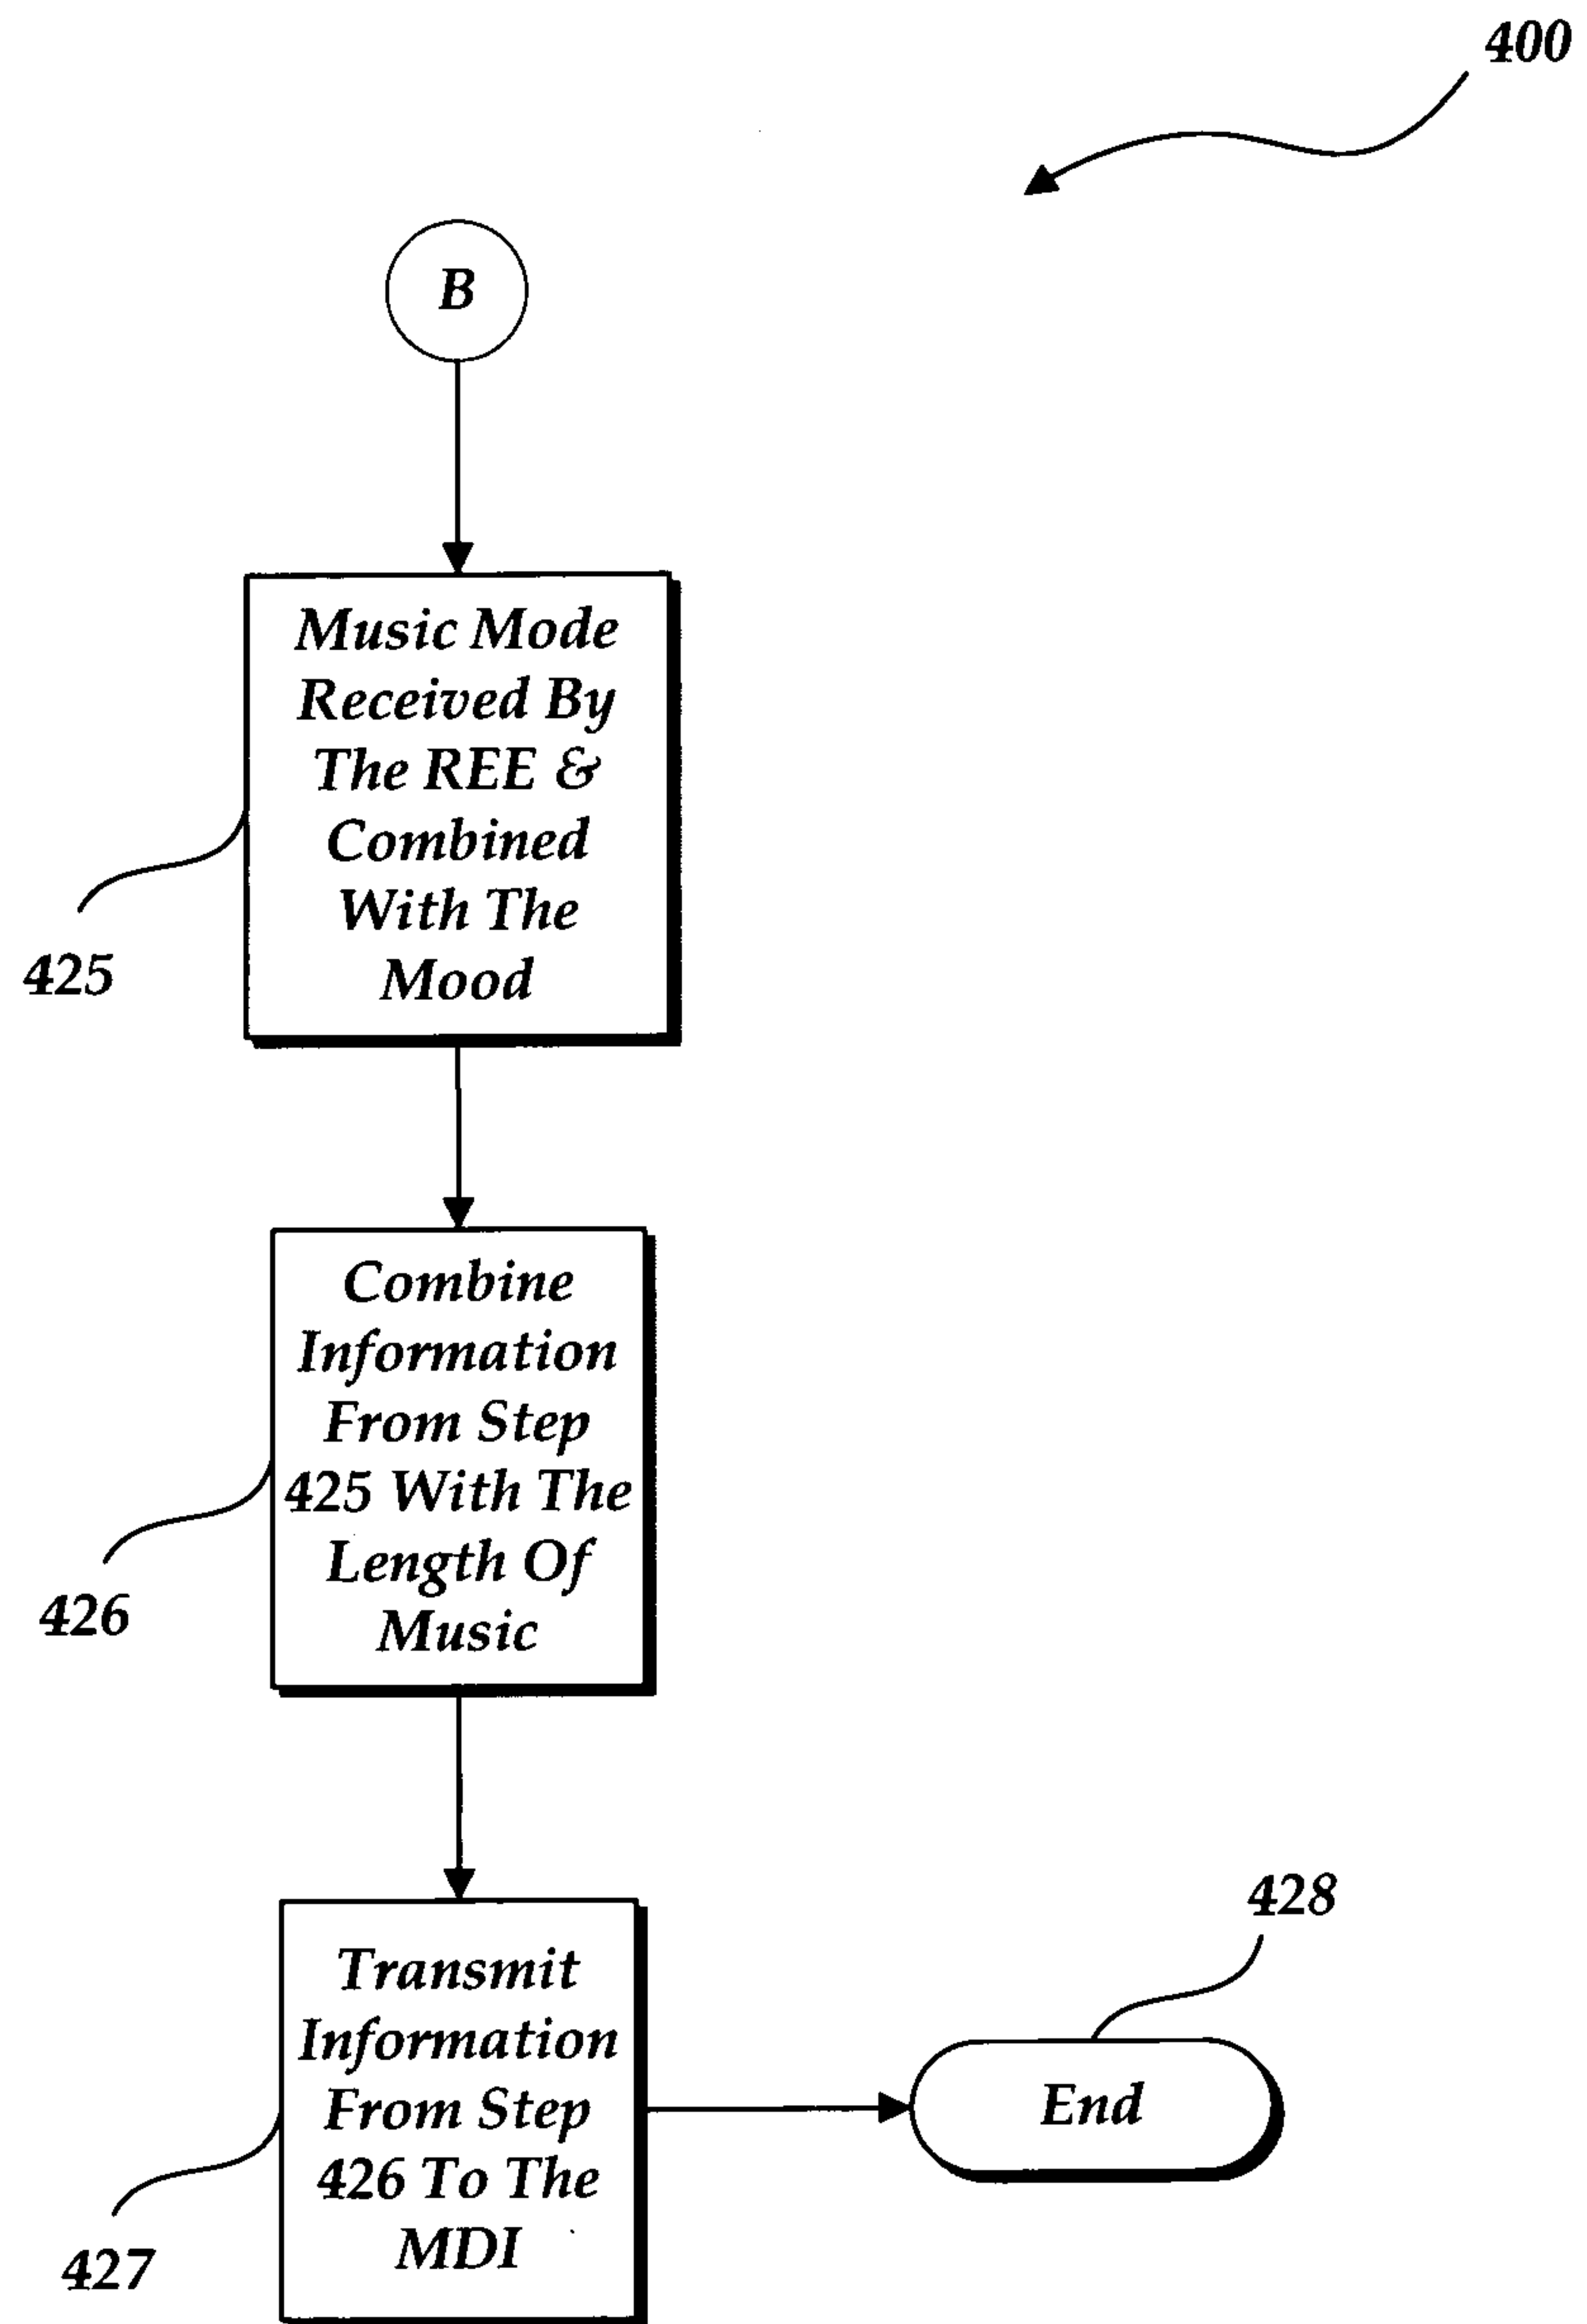 400
B
Music Mode
Received By
The REE &
Combined
With The
Mood
425
Combine
Information
From Step
425 With The
Length Of
Music
426
Transmit
Information
From Step
426 To The
MDI
427
428
End